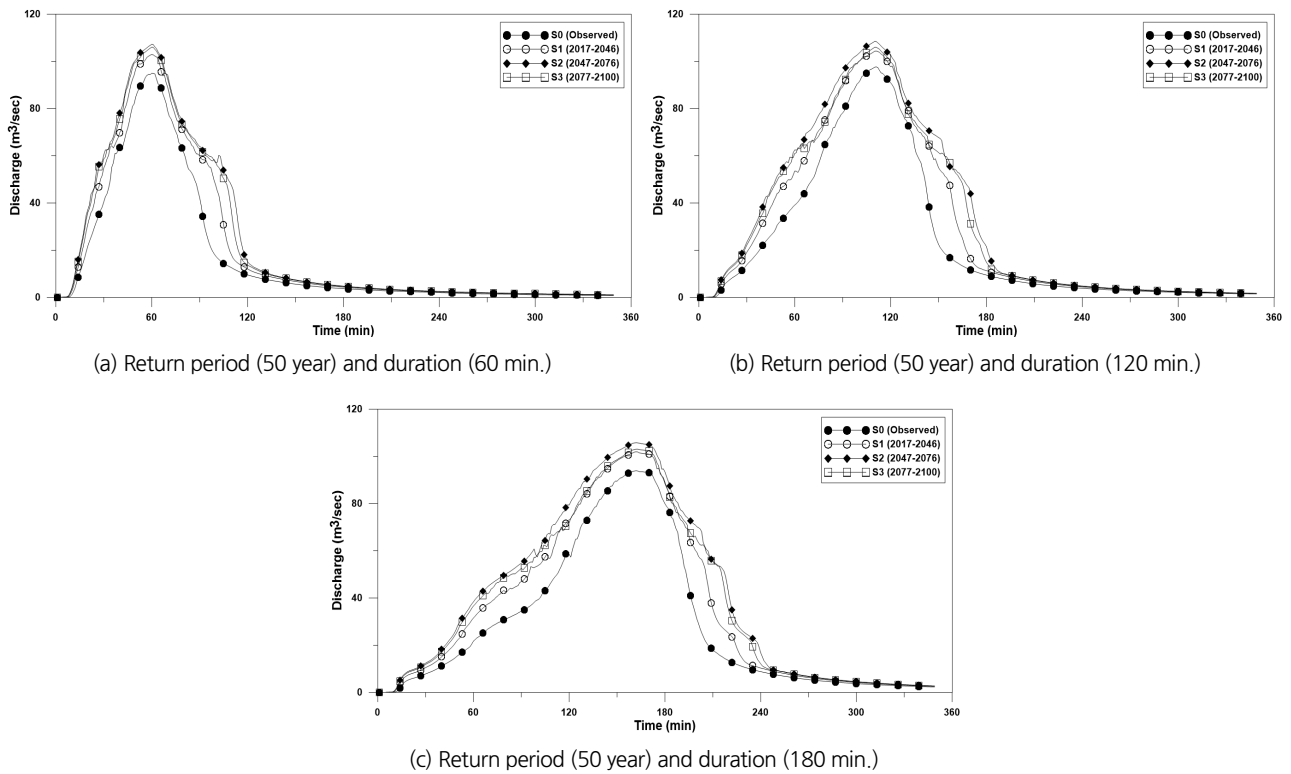 120
80
40
0
Discharge (m3/sec)
0 60 120 180 240 300 360
Time (min)
S0 (Observed)
S1 (2017-2046)
S2 (2047-2076)
S3 (2077-2100)
(a) Return period (50 year) and duration (60 min.)
120
80
40
0
Discharge (m3/sec)
0 60 120 180 240 300 360
Time (min)
S0 (Observed)
S1 (2017-2046)
S2 (2047-2076)
S3 (2077-2100)
(b) Return period (50 year) and duration (120 min.)
120
80
40
0
Discharge (m3/sec)
0 60 120 180 240 300 360
Time (min)
S0 (Observed)
S1 (2017-2046)
S2 (2047-2076)
S3 (2077-2100)
(c) Return period (50 year) and duration (180 min.)